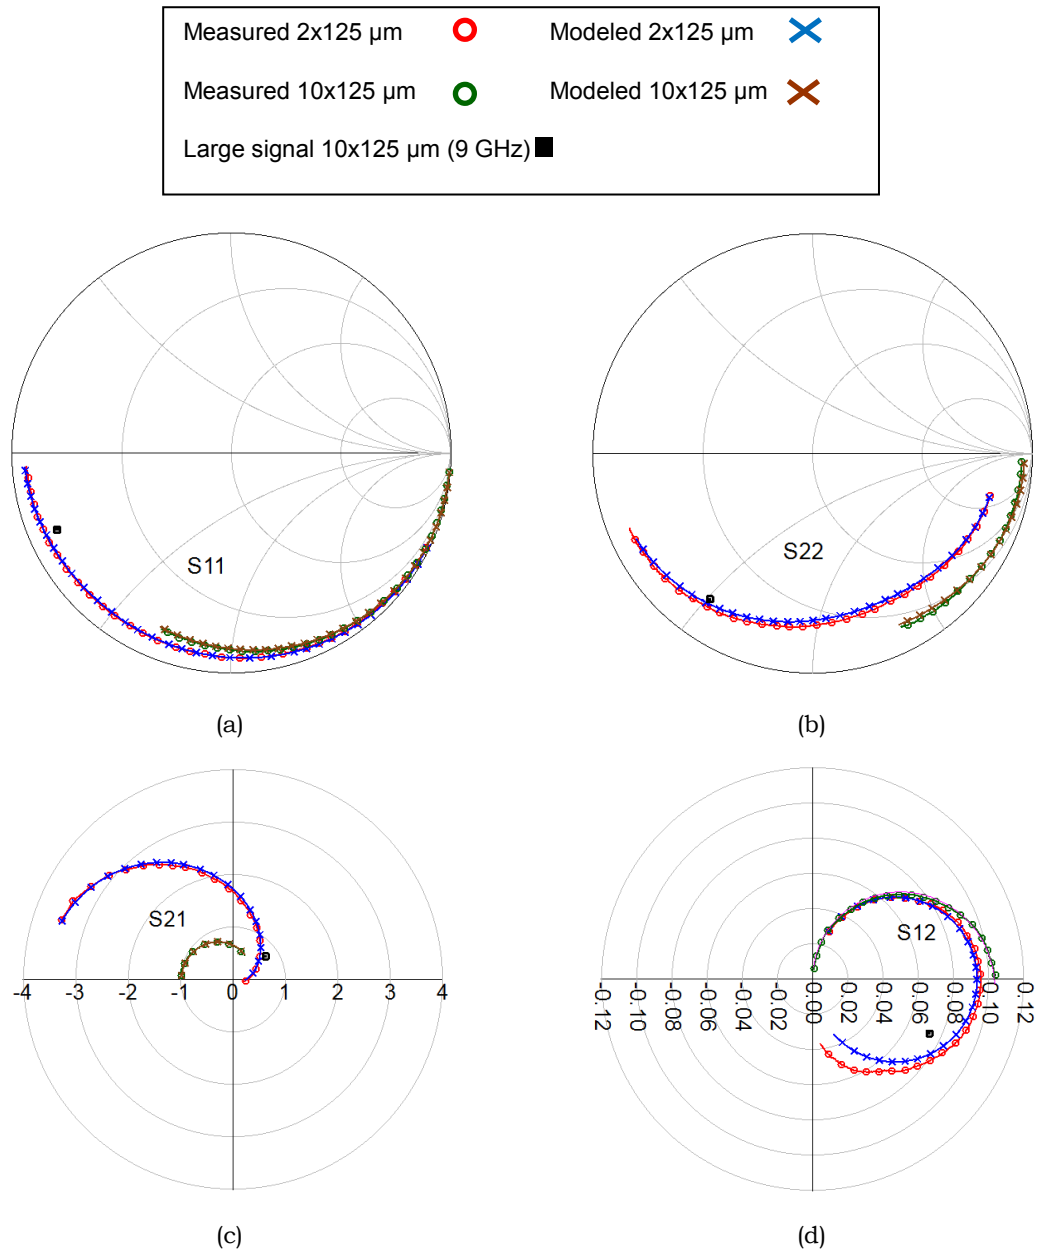 Measured 2x125 µm Modeled 2x125 µm
Measured 10x125 µm Modeled 10x125 µm
Large signal 10x125 µm (9 GHz)
S11
S22
(a)
(b)
S21
S12
-4 -3 -2 -1 0 1 2 3 4
-0.12 -0.10 -0.08 -0.06 -0.04 -0.02 0.00 0.02 0.04 0.06 0.08 0.10 0.12
(c)
(d)